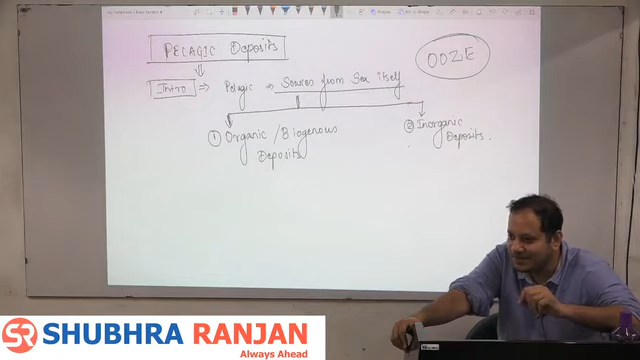 PELAGIC Deposits
OOZE
Intro ⇒ Pelagic → Sources from Sea itself
① Organic / Biogenous
Deposits
② Inorganic
Deposits.
SR SHUBHRA RANJAN
Always Ahead